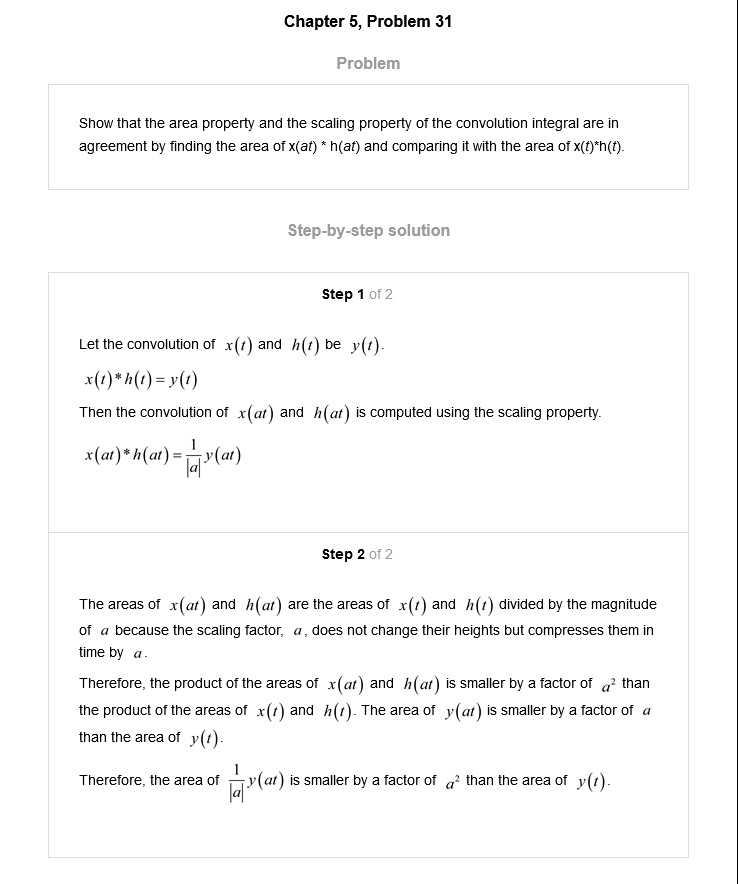 Chapter 5, Problem 31
Problem
Show that the area property and the scaling property of the convolution integral are in
agreement by finding the area of x(at) * h(at) and comparing it with the area of x(t)*h(t).
Step-by-step solution
Step 1 of 2
Let the convolution of x(t) and h(t) be y(t).
x(t)*h(t)=y(t)
Then the convolution of x(at) and h(at) is computed using the scaling property.
x(at)*h(at)=1/|a| y(at)
Step 2 of 2
The areas of x(at) and h(at) are the areas of x(t) and h(t) divided by the magnitude
of a because the scaling factor, a, does not change their heights but compresses them in
time by a.
Therefore, the product of the areas of x(at) and h(at) is smaller by a factor of a² than
the product of the areas of x(t) and h(t). The area of y(at) is smaller by a factor of a
than the area of y(t).
Therefore, the area of 1/|a| y(at) is smaller by a factor of a² than the area of y(t).